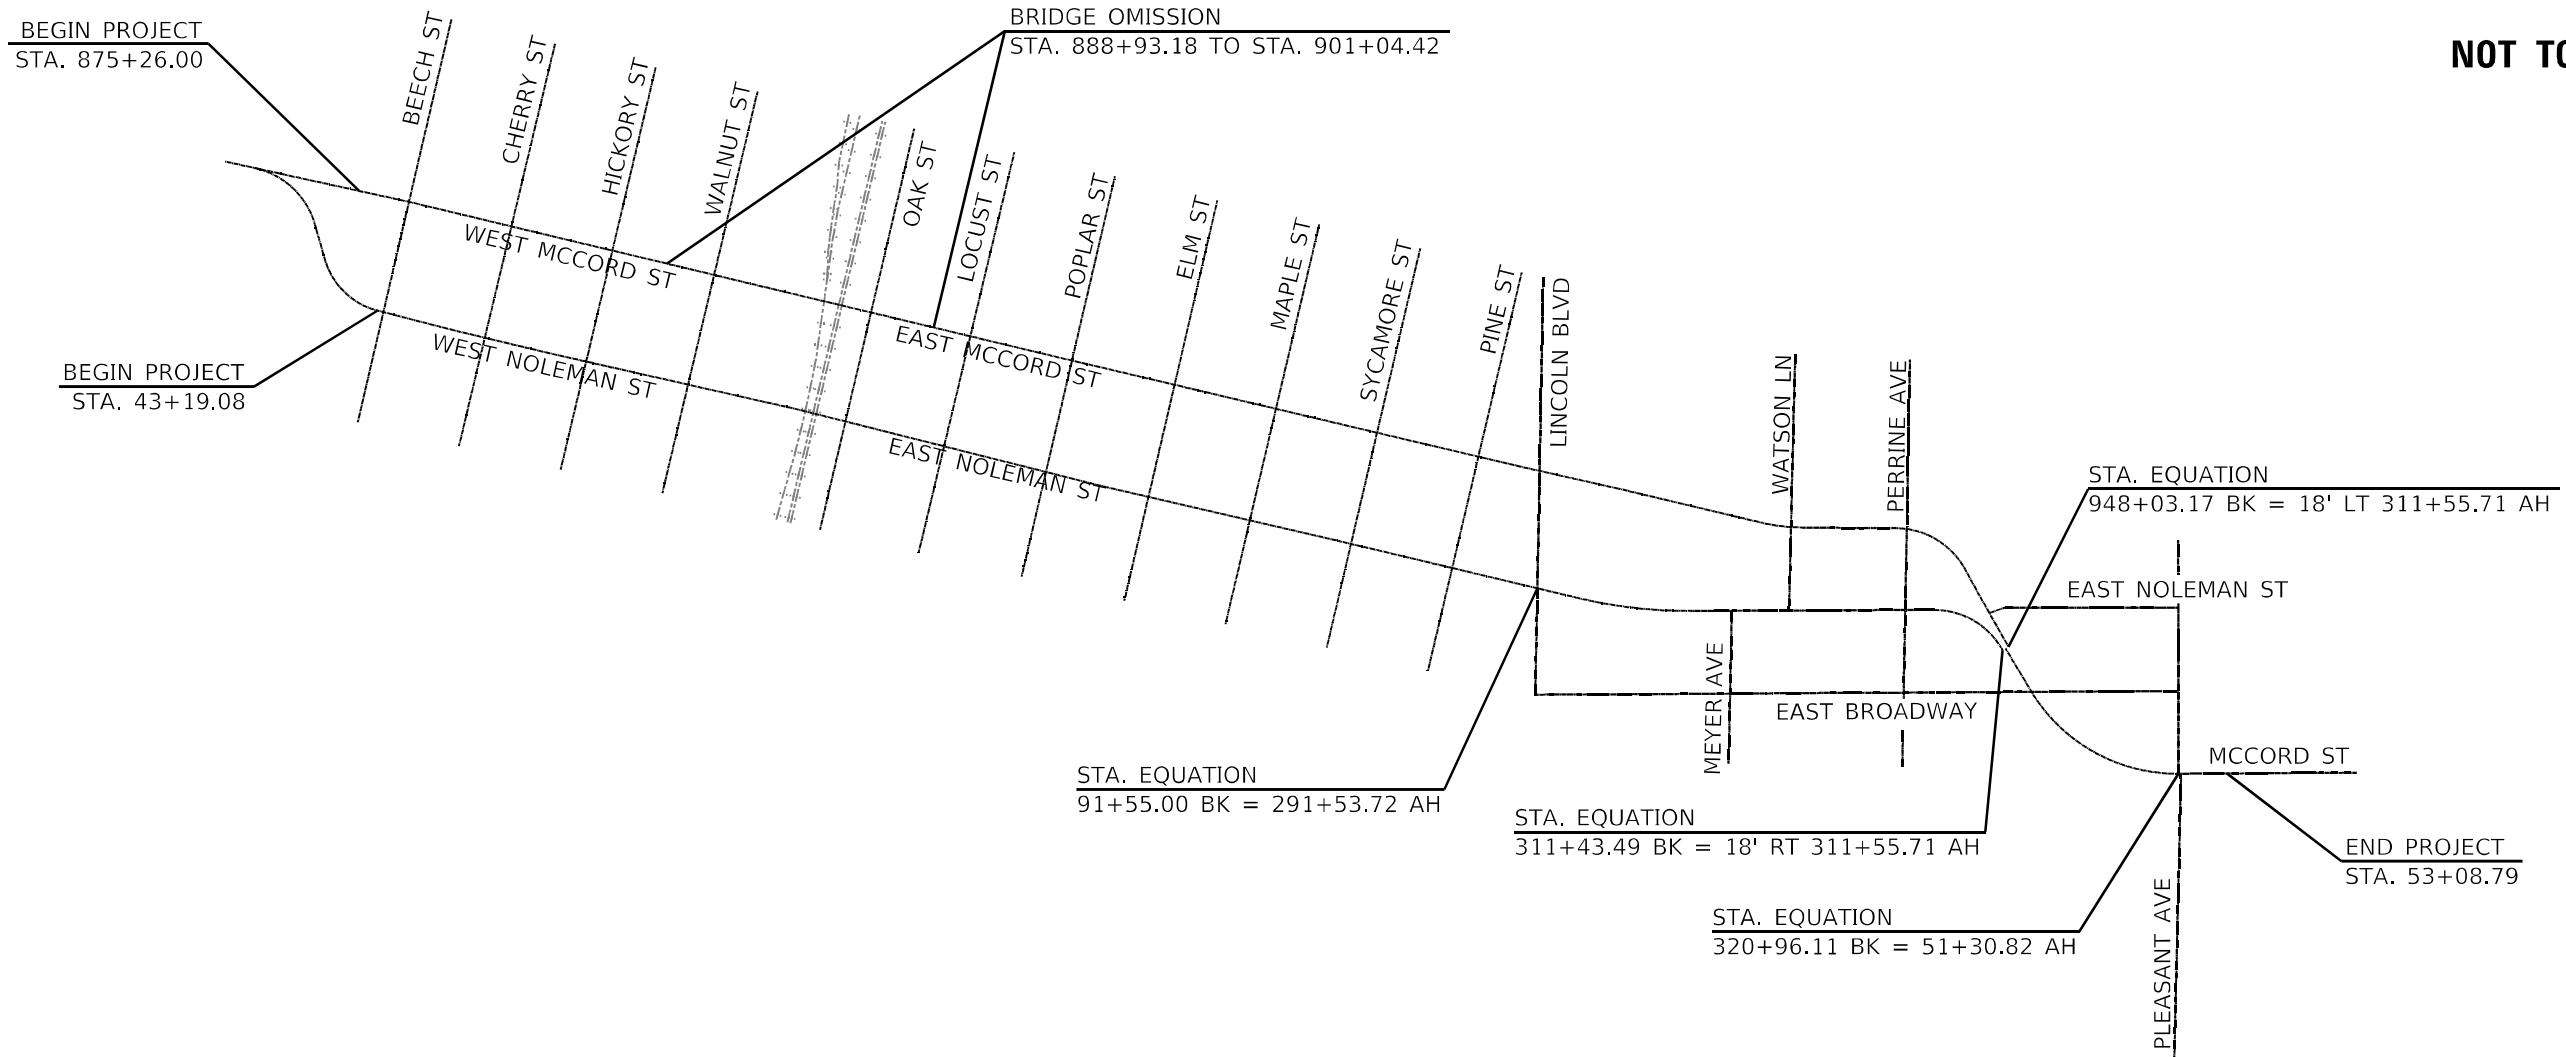 BEGIN PROJECT
STA. 875+26.00
BRIDGE OMISSION
STA. 888+93.18 TO STA. 901+04.42
NOT TO
BEECH ST
CHERRY ST
HICKORY ST
WALNUT ST
OAK ST
LOCUST ST
POPLAR ST
ELM ST
MAPLE ST
SYCAMORE ST
PINE ST
LINCOLN BLVD
WATSON LN
PERRINE AVE
WEST MCCORD ST
EAST MCCORD ST
WEST NOLEMAN ST
EAST NOLEMAN ST
BEGIN PROJECT
STA. 43+19.08
STA. EQUATION
948+03.17 BK = 18' LT 311+55.71 AH
EAST NOLEMAN ST
MEYER AVE
EAST BROADWAY
MCCORD ST
STA. EQUATION
91+55.00 BK = 291+53.72 AH
STA. EQUATION
311+43.49 BK = 18' RT 311+55.71 AH
END PROJECT
STA. 53+08.79
STA. EQUATION
320+96.11 BK = 51+30.82 AH
PLEASANT AVE